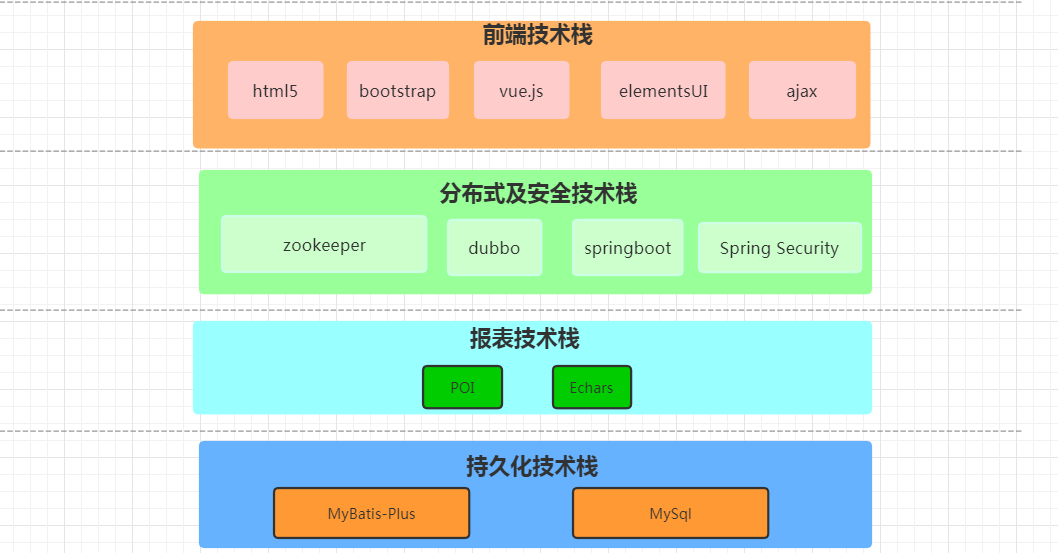 前端技术栈
html5 bootstrap vue.js elementsUI ajax
分布式及安全技术栈
zookeeper dubbo springboot Spring Security
报表技术栈
POI Echars
持久化技术栈
MyBatis-Plus MySql